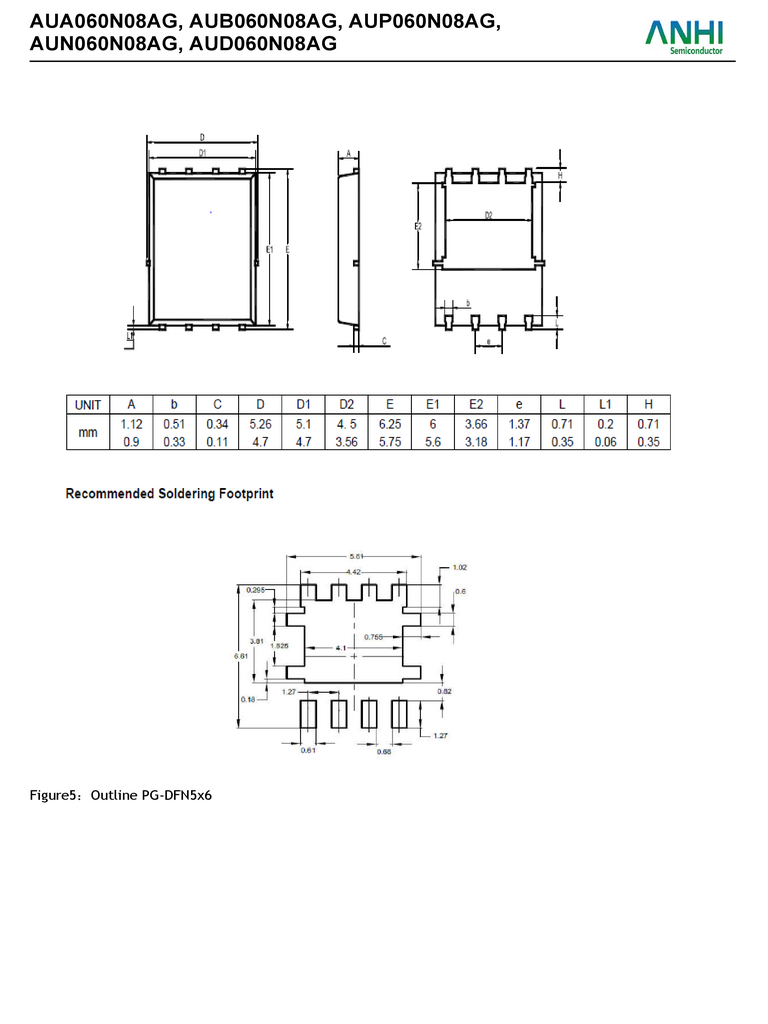 AUA060N08AG, AUB060N08AG, AUP060N08AG,
AUN060N08AG, AUD060N08AG
ANHI
Semiconductor
D
D1
A
H
E2
D2
E1
E
b
L
L1
C
e
UNIT A b C D D1 D2 E E1 E2 e L L1 H
mm
1.12 0.51 0.34 5.26 5.1 4. 5 6.25 6 3.66 1.37 0.71 0.2 0.71
0.9 0.33 0.11 4.7 4.7 3.56 5.75 5.6 3.18 1.17 0.35 0.06 0.35
Recommended Soldering Footprint
5.61
4.42
1.02
0.295
0.6
0.755
3.81
1.525
4.1
6.61
1.27
0.82
0.18
1.27
0.61
0.66
Figure5：Outline PG-DFN5x6